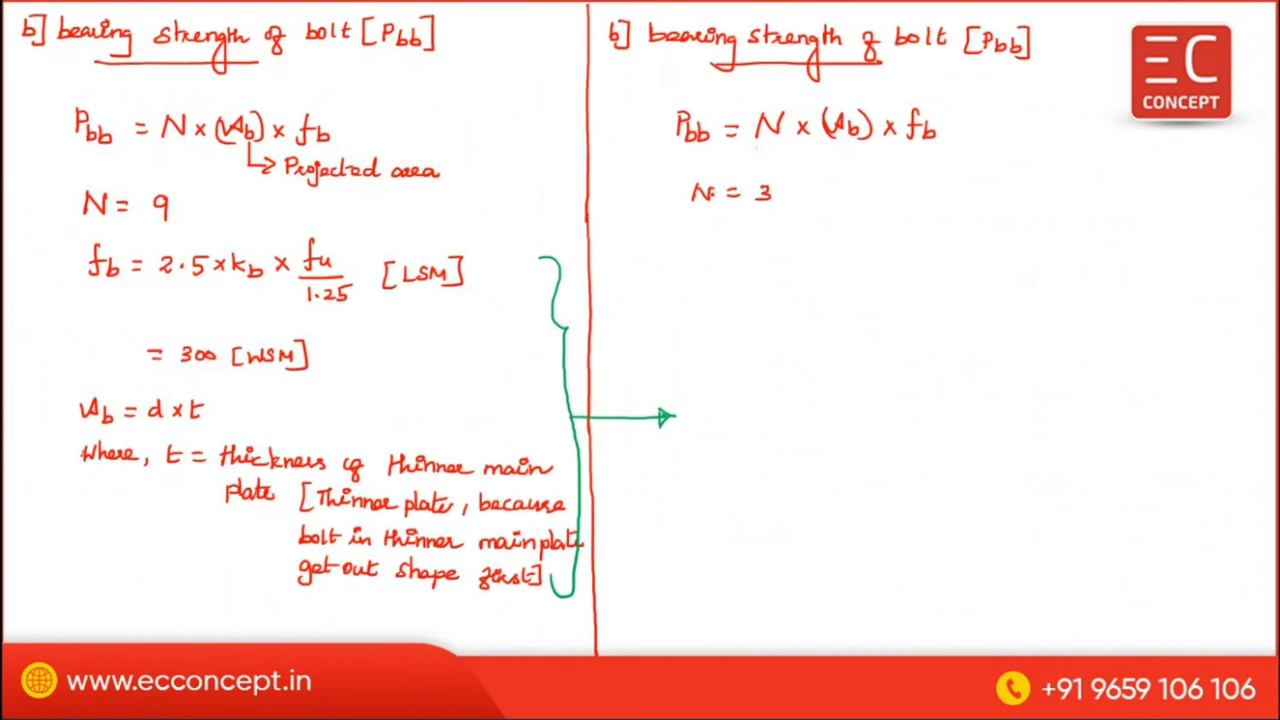 b] bearing strength of bolt [Pbb]
Pbb = N × (Ab) × fb
Projected area
N = 9
fb = 2.5 × kb × fu / 1.25 [LSM]
= 300 [WSM]
Ab = d × t
Where, t = thickness of thinner main
plate [Thinner plate, because
bolt in thinner main plate
get out shape first]
b] bearing strength of bolt [Pbb]
Pbb = N × (Ab) × fb
N = 3
EC
CONCEPT
www.ecconcept.in
+91 9659 106 106